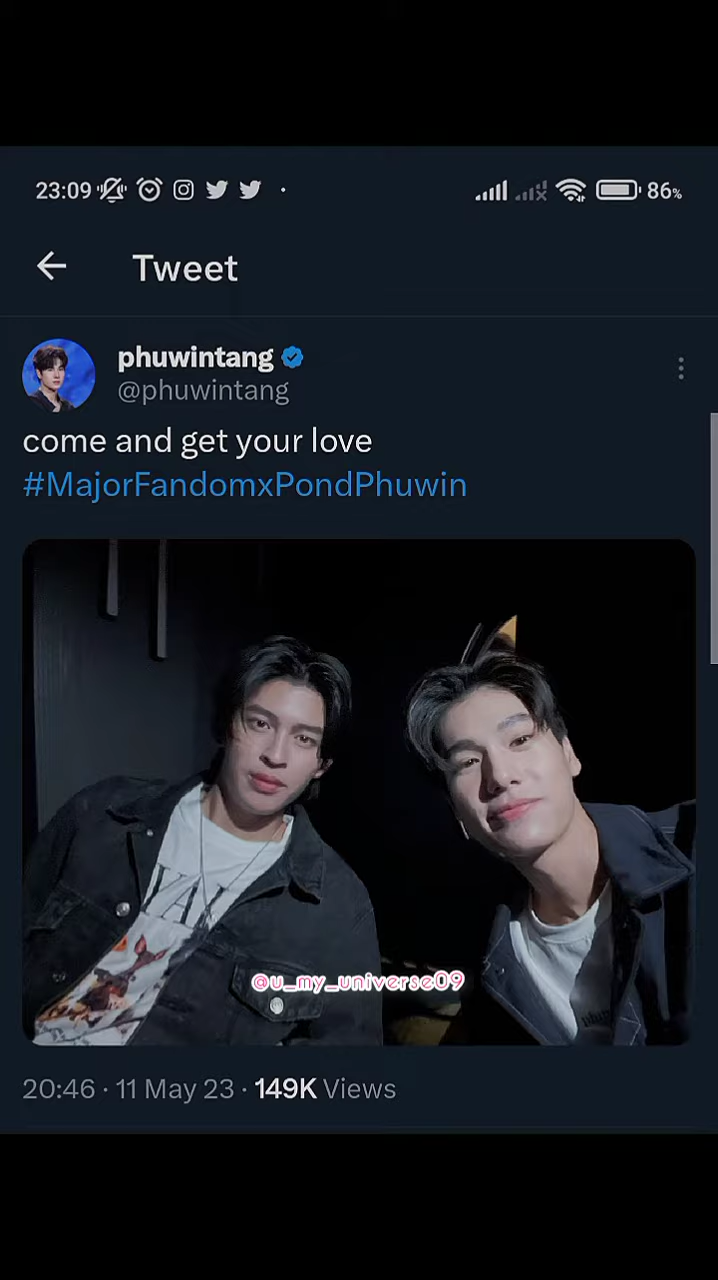 23:09
86%
Tweet
phuwintang
@phuwintang
come and get your love
#MajorFandomxPondPhuwin
@u_my_universe09
20:46 · 11 May 23 · 149K Views